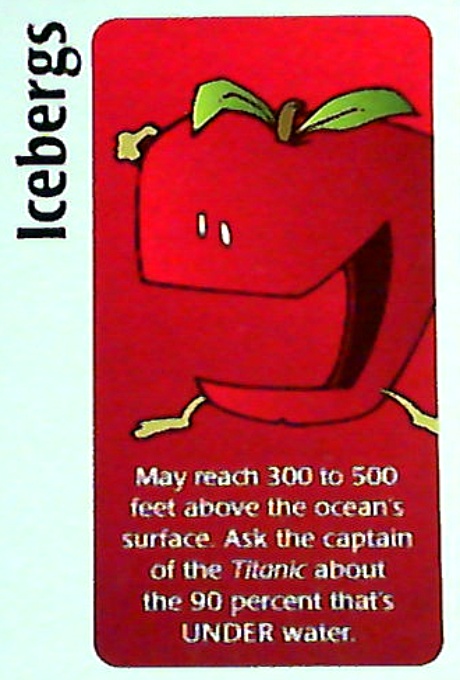 Icebergs
May reach 300 to 500
feet above the ocean's
surface. Ask the captain
of the Titanic about
the 90 percent that's
UNDER water.